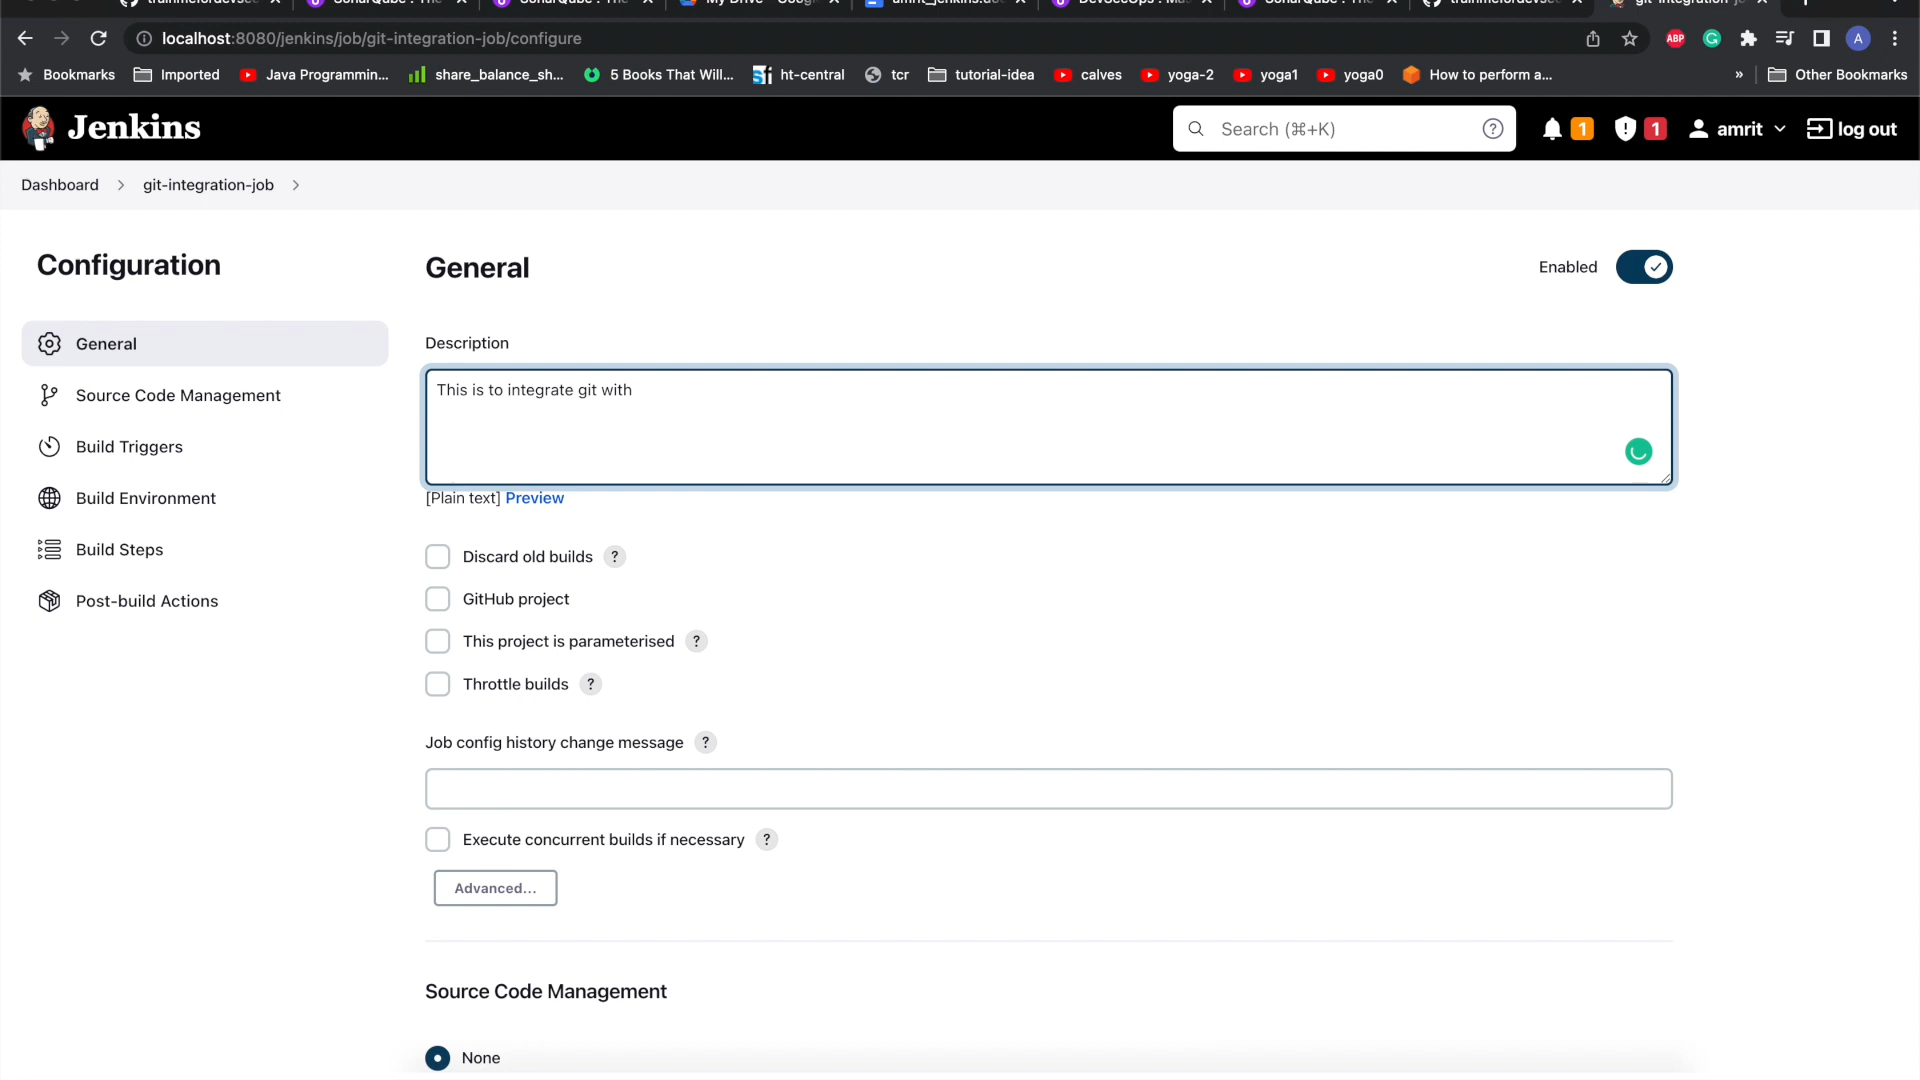 localhost:8080/jenkins/job/git-integration-job/configure
ABP
G
A
Bookmarks
Imported
Java Programmin...
share_balance_sh...
5 Books That Will...
ht-central
tcr
tutorial-idea
calves
yoga-2
yoga1
yoga0
How to perform a...
»
Other Bookmarks
Jenkins
Search (⌘+K)
?
1
1
amrit
log out
Dashboard > git-integration-job >
Configuration
General
Source Code Management
Build Triggers
Build Environment
Build Steps
Post-build Actions
General
Enabled
Description
This is to integrate git with
[Plain text] Preview
Discard old builds ?
GitHub project
This project is parameterised ?
Throttle builds ?
Job config history change message ?
Execute concurrent builds if necessary ?
Advanced...
Source Code Management
None